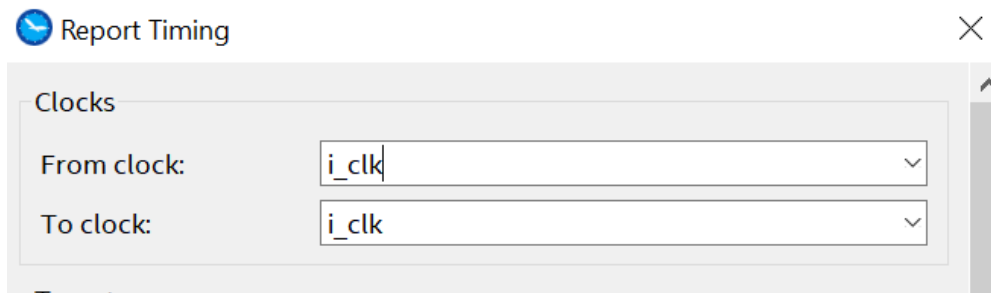 Report Timing
Clocks
From clock: i_clk
To clock: i_clk